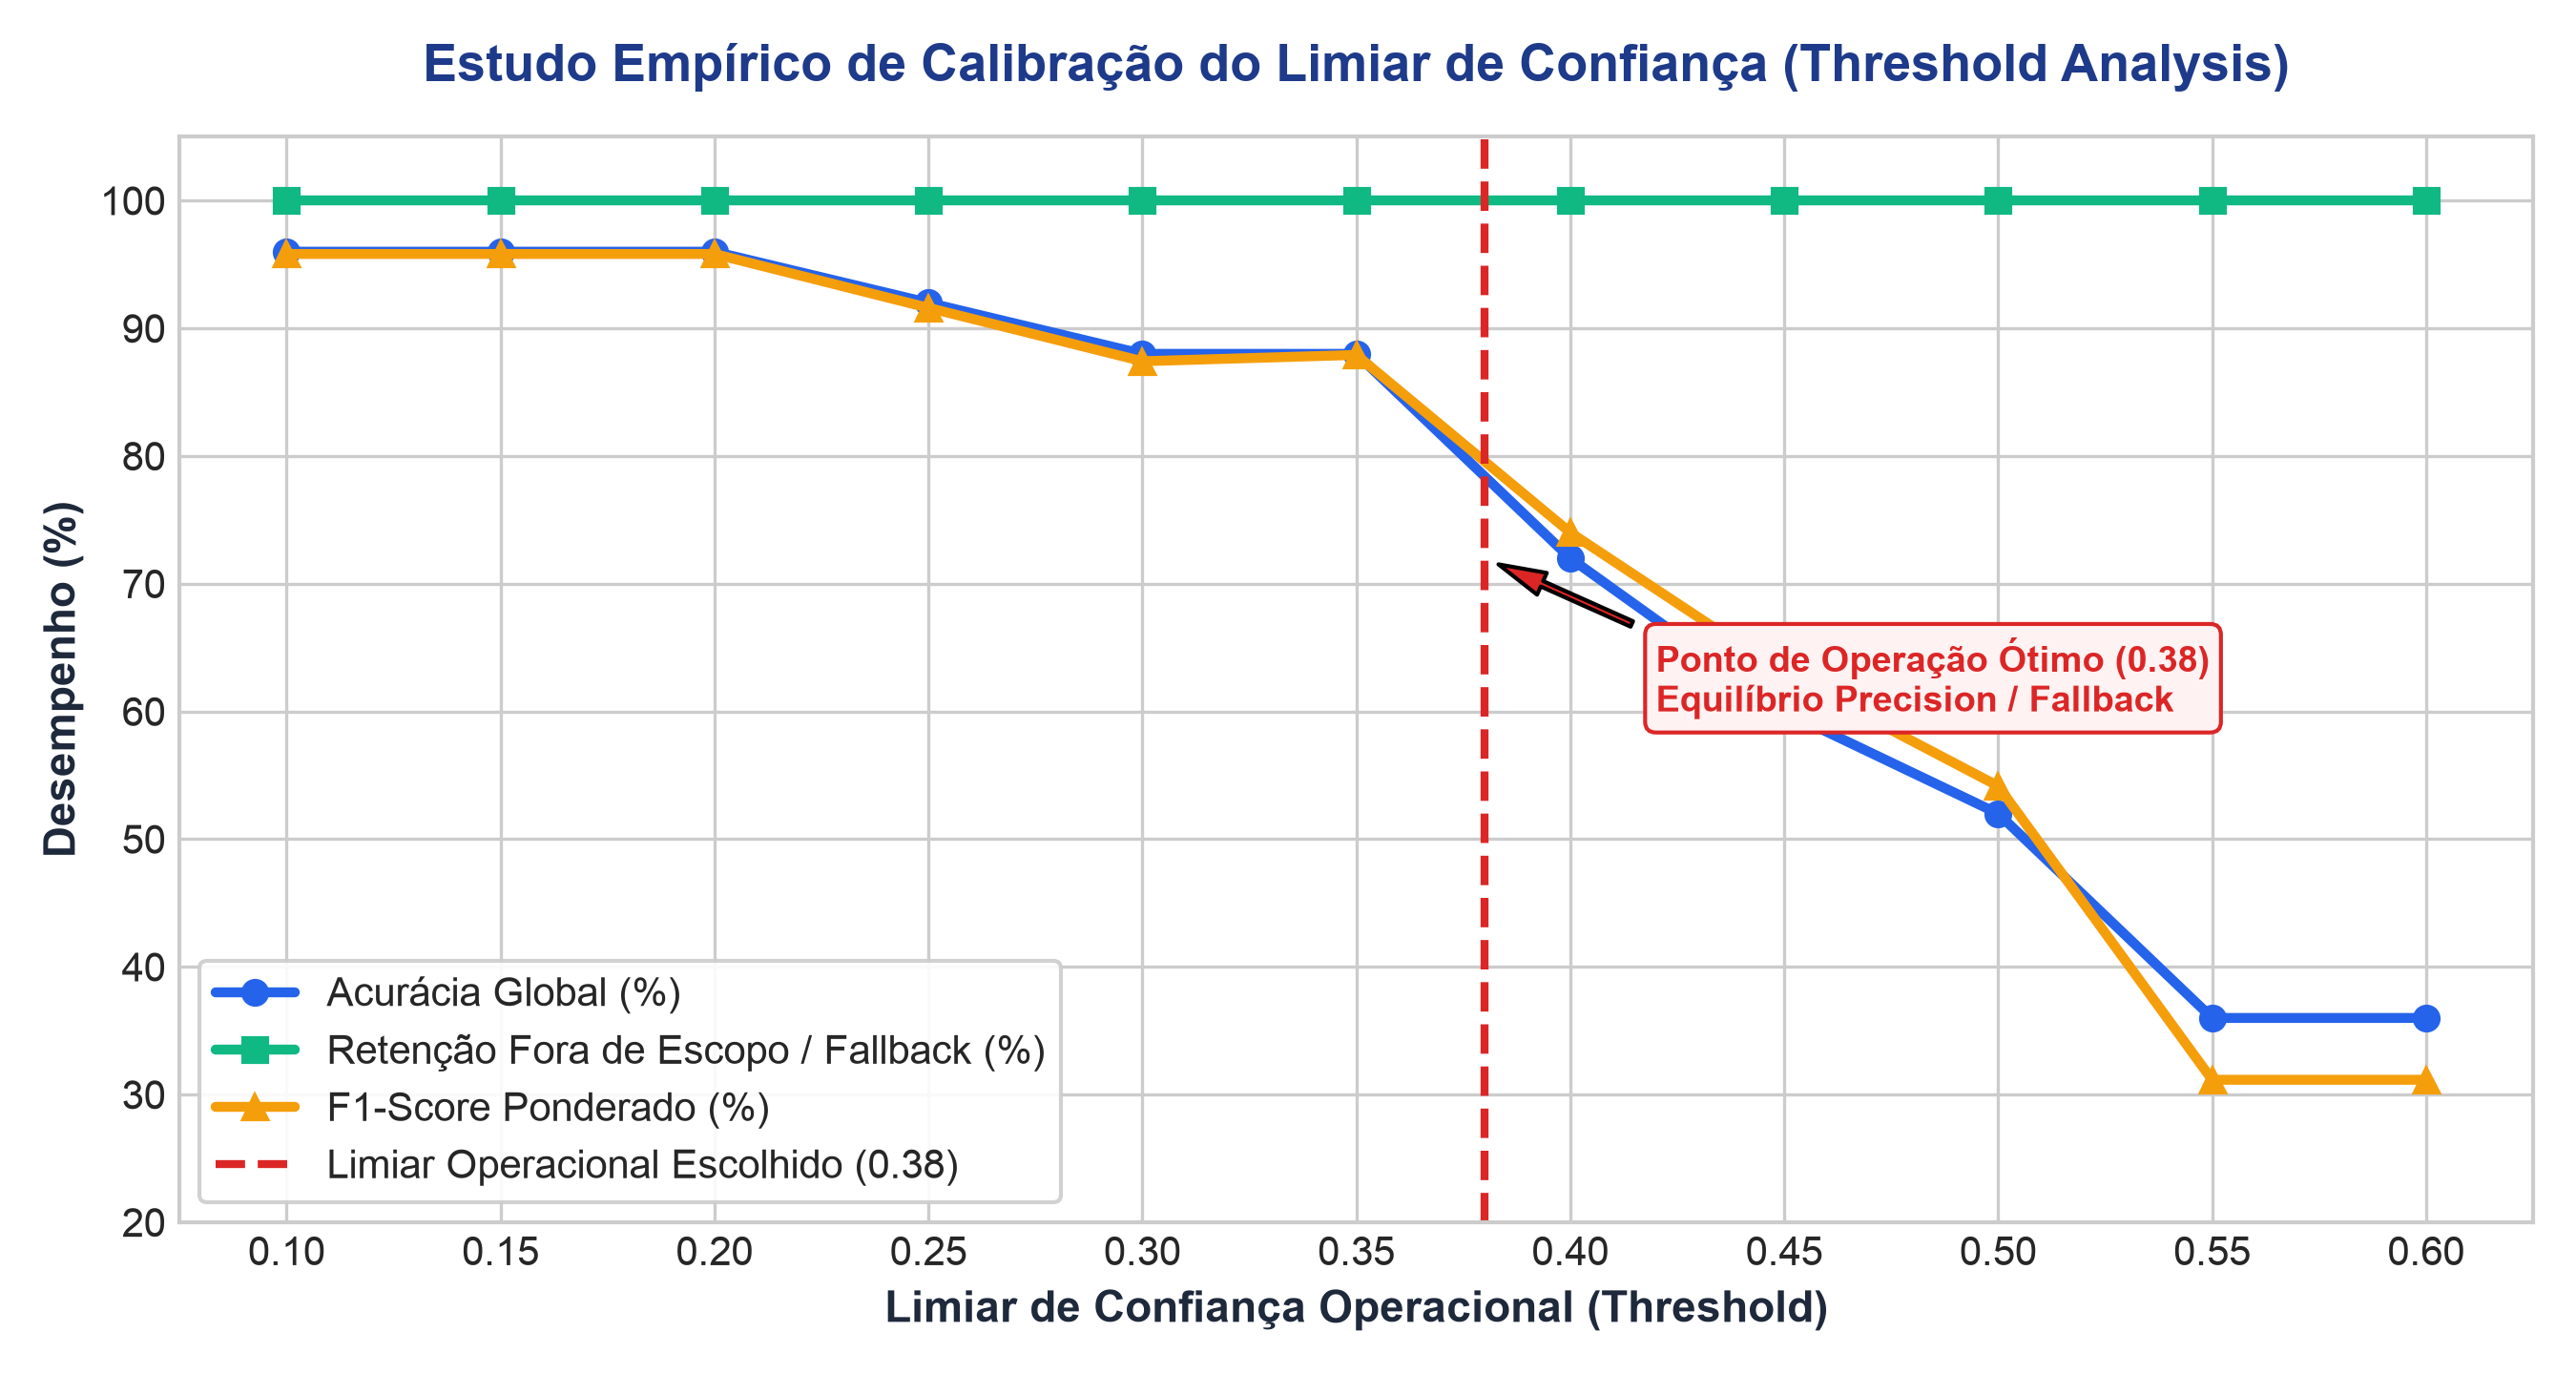 Estudo Empírico de Calibração do Limiar de Confiança (Threshold Analysis)
Desempenho (%)
100
90
80
70
60
50
40
30
20
Ponto de Operação Ótimo (0.38)
Equilíbrio Precision / Fallback
Acurácia Global (%)
Retenção Fora de Escopo / Fallback (%)
F1-Score Ponderado (%)
Limiar Operacional Escolhido (0.38)
0.10 0.15 0.20 0.25 0.30 0.35 0.40 0.45 0.50 0.55 0.60
Limiar de Confiança Operacional (Threshold)